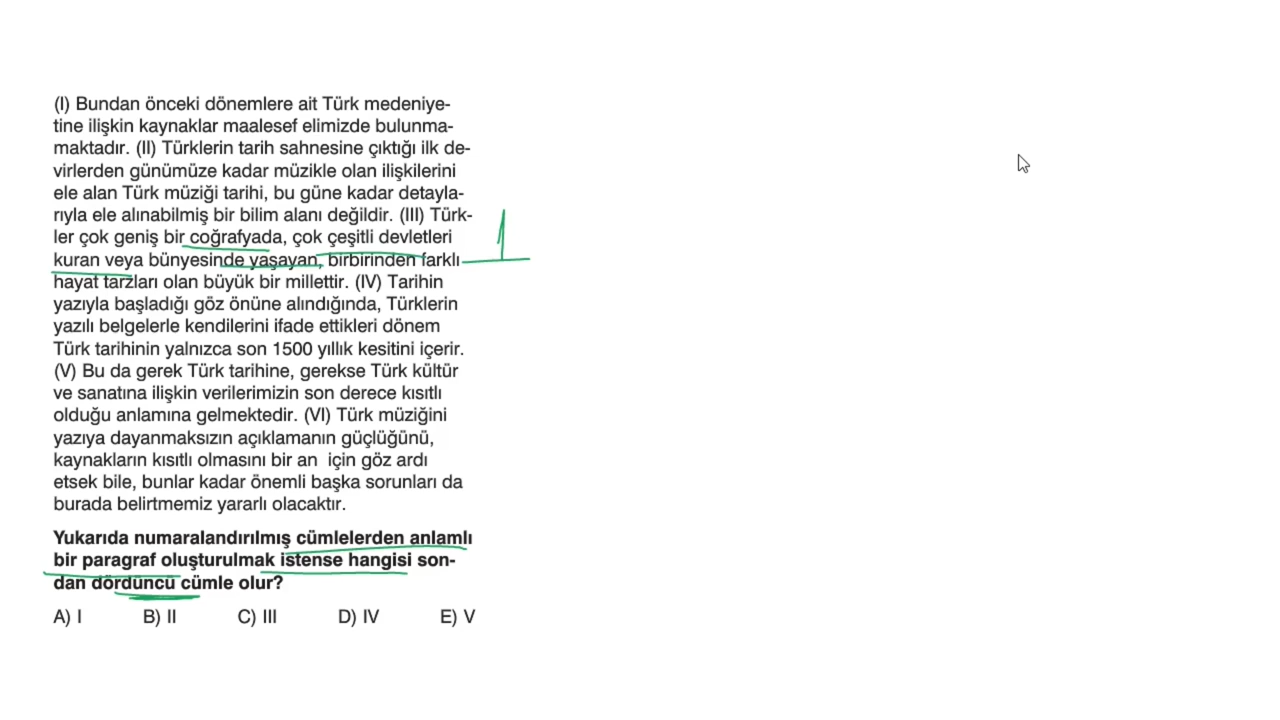 (I) Bundan önceki dönemlere ait Türk medeniye-
tine ilişkin kaynaklar maalesef elimizde bulunma-
maktadır. (II) Türklerin tarih sahnesine çıktığı ilk de-
virlerden günümüze kadar müzikle olan ilişkilerini
ele alan Türk müziği tarihi, bu güne kadar detayla-
rıyla ele alınabilmiş bir bilim alanı değildir. (III) Türk-
ler çok geniş bir coğrafyada, çok çeşitli devletleri
kuran veya bünyesinde yaşayan, birbirinden farklı
hayat tarzları olan büyük bir millettir. (IV) Tarihin
yazıyla başladığı göz önüne alındığında, Türklerin
yazılı belgelerle kendilerini ifade ettikleri dönem
Türk tarihinin yalnızca son 1500 yıllık kesitini içerir.
(V) Bu da gerek Türk tarihine, gerekse Türk kültür
ve sanatına ilişkin verilerimizin son derece kısıtlı
olduğu anlamına gelmektedir. (VI) Türk müziğini
yazıya dayanmaksızın açıklamanın güçlüğünü,
kaynakların kısıtlı olmasını bir an için göz ardı
etsek bile, bunlar kadar önemli başka sorunları da
burada belirtmemiz yararlı olacaktır.
Yukarıda numaralandırılmış cümlelerden anlamlı
bir paragraf oluşturulmak istense hangisi son-
dan dördüncü cümle olur?
A) I B) II C) III D) IV E) V
1